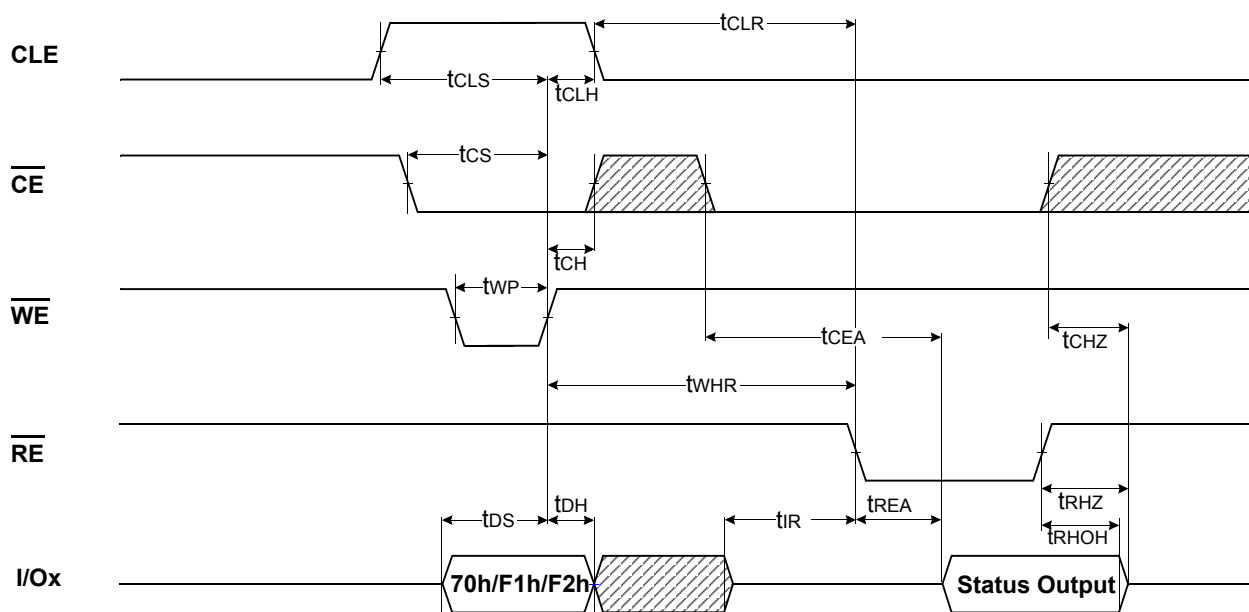 CLE
tCLR
tCLS
tCLH
CE
tCS
tCH
WE
tWP
tCEA
tCHZ
tWHR
RE
tRHZ
tDH
tREA
tDS
tIR
tRHOH
I/Ox
70h/F1h/F2h
Status Output